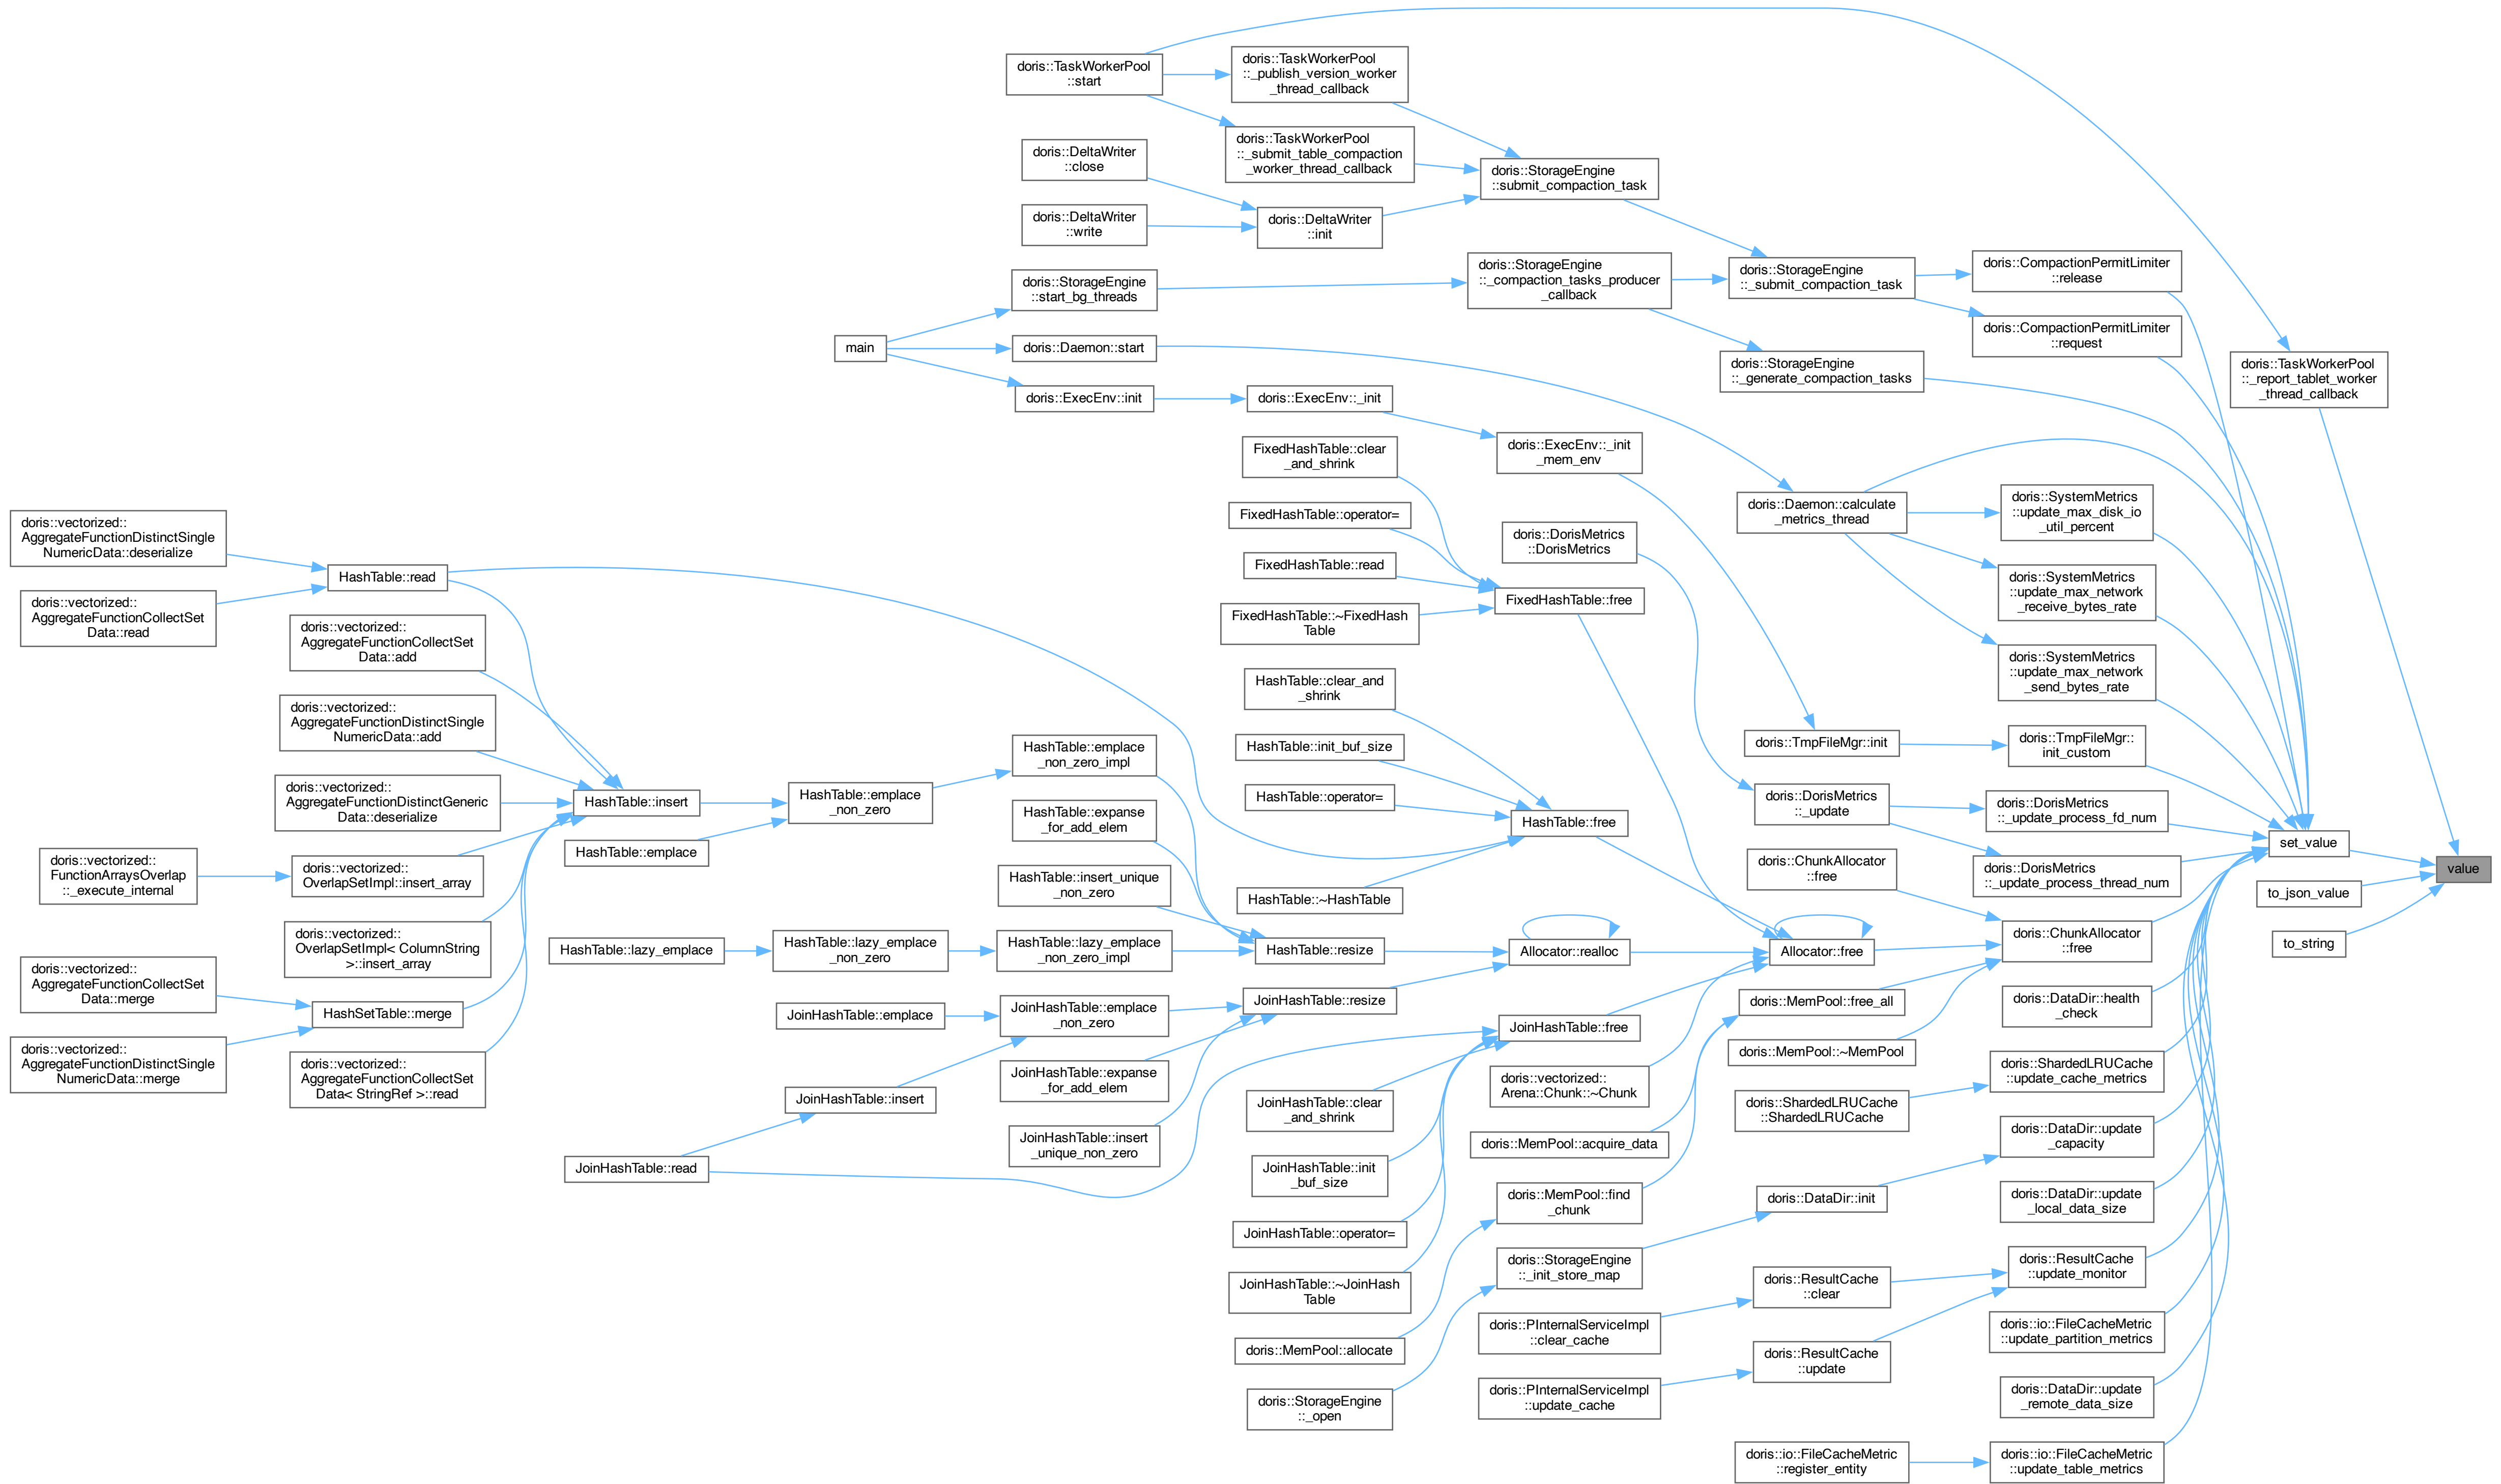 doris::TaskWorkerPool
::start
doris::TaskWorkerPool
::_publish_version_worker
_thread_callback
doris::TaskWorkerPool
::_submit_table_compaction
_worker_thread_callback
doris::DeltaWriter
::close
doris::DeltaWriter
::write
doris::DeltaWriter
::init
doris::StorageEngine
::submit_compaction_task
doris::StorageEngine
::start_bg_threads
doris::StorageEngine
::_compaction_tasks_producer
_callback
doris::StorageEngine
::_submit_compaction_task
doris::CompactionPermitLimiter
::release
doris::CompactionPermitLimiter
::request
main
doris::Daemon::start
doris::StorageEngine
::_generate_compaction_tasks
doris::TaskWorkerPool
::_report_tablet_worker
_thread_callback
doris::ExecEnv::init
doris::ExecEnv::_init
doris::ExecEnv::_init
_mem_env
FixedHashTable::clear
_and_shrink
FixedHashTable::operator=
FixedHashTable::read
FixedHashTable::~FixedHash
Table
FixedHashTable::free
doris::DorisMetrics
::DorisMetrics
doris::Daemon::calculate
_metrics_thread
doris::SystemMetrics
::update_max_disk_io
_util_percent
doris::SystemMetrics
::update_max_network
_receive_bytes_rate
doris::SystemMetrics
::update_max_network
_send_bytes_rate
doris::vectorized::
AggregateFunctionDistinctSingle
NumericData::deserialize
doris::vectorized::
AggregateFunctionCollectSet
Data::read
HashTable::read
doris::vectorized::
AggregateFunctionCollectSet
Data::add
doris::vectorized::
AggregateFunctionDistinctSingle
NumericData::add
doris::vectorized::
AggregateFunctionDistinctGeneric
Data::deserialize
HashTable::insert
HashTable::emplace
_non_zero
HashTable::emplace
HashTable::emplace
_non_zero_impl
HashTable::expanse
_for_add_elem
HashTable::insert_unique
_non_zero
HashTable::clear_and
_shrink
HashTable::init_buf_size
HashTable::operator=
HashTable::~HashTable
HashTable::free
doris::TmpFileMgr::init
doris::TmpFileMgr::
init_custom
doris::DorisMetrics
::_update
doris::DorisMetrics
::_update_process_fd_num
doris::DorisMetrics
::_update_process_thread_num
set_value
value
to_json_value
to_string
doris::ChunkAllocator
::free
doris::ChunkAllocator
::free
doris::vectorized::
FunctionArraysOverlap
::_execute_internal
doris::vectorized::
OverlapSetImpl::insert_array
doris::vectorized::
OverlapSetImpl< ColumnString
>::insert_array
HashTable::lazy_emplace
HashTable::lazy_emplace
_non_zero
HashTable::lazy_emplace
_non_zero_impl
HashTable::resize
Allocator::realloc
Allocator::free
doris::vectorized::
AggregateFunctionCollectSet
Data::merge
doris::vectorized::
AggregateFunctionDistinctSingle
NumericData::merge
HashSetTable::merge
doris::vectorized::
AggregateFunctionCollectSet
Data< StringRef >::read
JoinHashTable::emplace
JoinHashTable::emplace
_non_zero
JoinHashTable::expanse
_for_add_elem
JoinHashTable::insert
JoinHashTable::insert
_unique_non_zero
JoinHashTable::read
JoinHashTable::resize
JoinHashTable::free
JoinHashTable::clear
_and_shrink
JoinHashTable::init
_buf_size
JoinHashTable::operator=
JoinHashTable::~JoinHash
Table
doris::MemPool::free_all
doris::MemPool::~MemPool
doris::vectorized::
Arena::Chunk::~Chunk
doris::MemPool::acquire_data
doris::MemPool::find
_chunk
doris::MemPool::allocate
doris::DataDir::health
_check
doris::ShardedLRUCache
::update_cache_metrics
doris::ShardedLRUCache
::ShardedLRUCache
doris::DataDir::update
_capacity
doris::DataDir::init
doris::StorageEngine
::_init_store_map
doris::StorageEngine
::_open
doris::DataDir::update
_local_data_size
doris::ResultCache
::update_monitor
doris::ResultCache
::clear
doris::PInternalServiceImpl
::clear_cache
doris::ResultCache
::update
doris::PInternalServiceImpl
::update_cache
doris::io::FileCacheMetric
::update_partition_metrics
doris::DataDir::update
_remote_data_size
doris::io::FileCacheMetric
::update_table_metrics
doris::io::FileCacheMetric
::register_entity